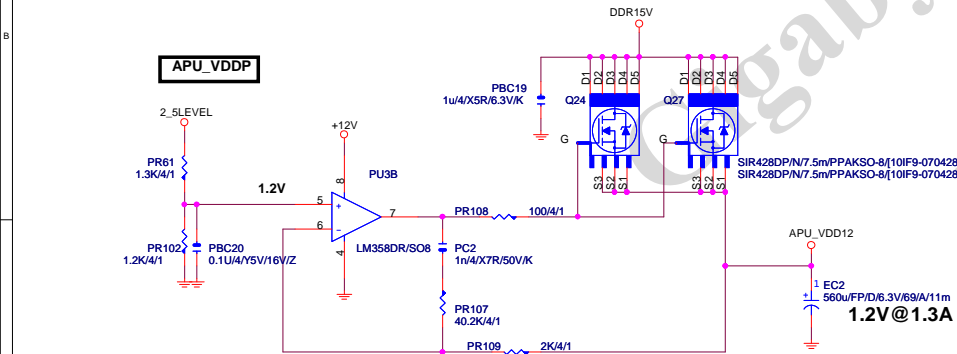 B
DDR15V
APU_VDDP
PBC19
1u/4/X5R/6.3V/K
D1
D2
D3
D4
D5
D1
D2
D3
D4
D5
Q24
Q27
2_5LEVEL
+12V
G
G
PR61
1.3K/4/1
PU3B
SIR428DP/N/7.5m/PPAKSO-8/[10IF9-070428
SIR428DP/N/7.5m/PPAKSO-8/[10IF9-070428
S3
S2
S1
S3
S2
S1
1.2V
8
5
+
7
6
-
4
LM358DR/SO8
PR108
100/4/1
PR102
1.2K/4/1
PBC20
0.1U/4/Y5V/16V/Z
PC2
1n/4/X7R/50V/K
APU_VDD12
1
+
EC2
560u/FP/D/6.3V/69/A/11m
1.2V@1.3A
PR107
40.2K/4/1
PR109
2K/4/1
Gigaby